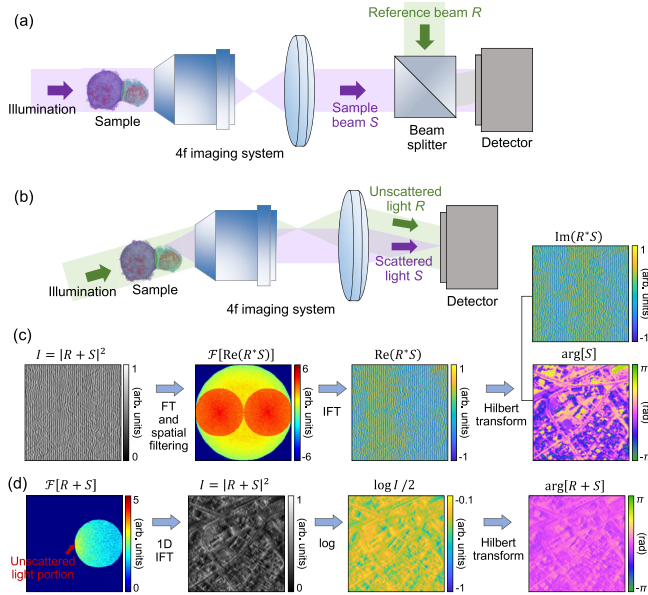 (a)
Reference beam R
Illumination
Sample
4f imaging system
Sample
beam S
Beam
splitter
Detector
(b)
Unscattered
light R
Scattered
light S
Illumination
Sample
4f imaging system
Detector
Im(R*S)
1
(arb. units)
-1
(c)
I = |R + S|²
1
(arb. units)
0
FT
and
spatial
filtering
ℱ[Re(R*S)]
6
(arb. units)
-6
IFT
Re(R*S)
1
(arb. units)
-1
Hilbert
transform
arg[S]
π
(rad)
-π
(d)
ℱ[R + S]
Unscattered
light portion
5
(arb. units)
0
1D
IFT
I = |R + S|²
1
(arb. units)
0
log
log I /2
-0.1
(arb. units)
-1
Hilbert
transform
arg[R + S]
π
(rad)
-π